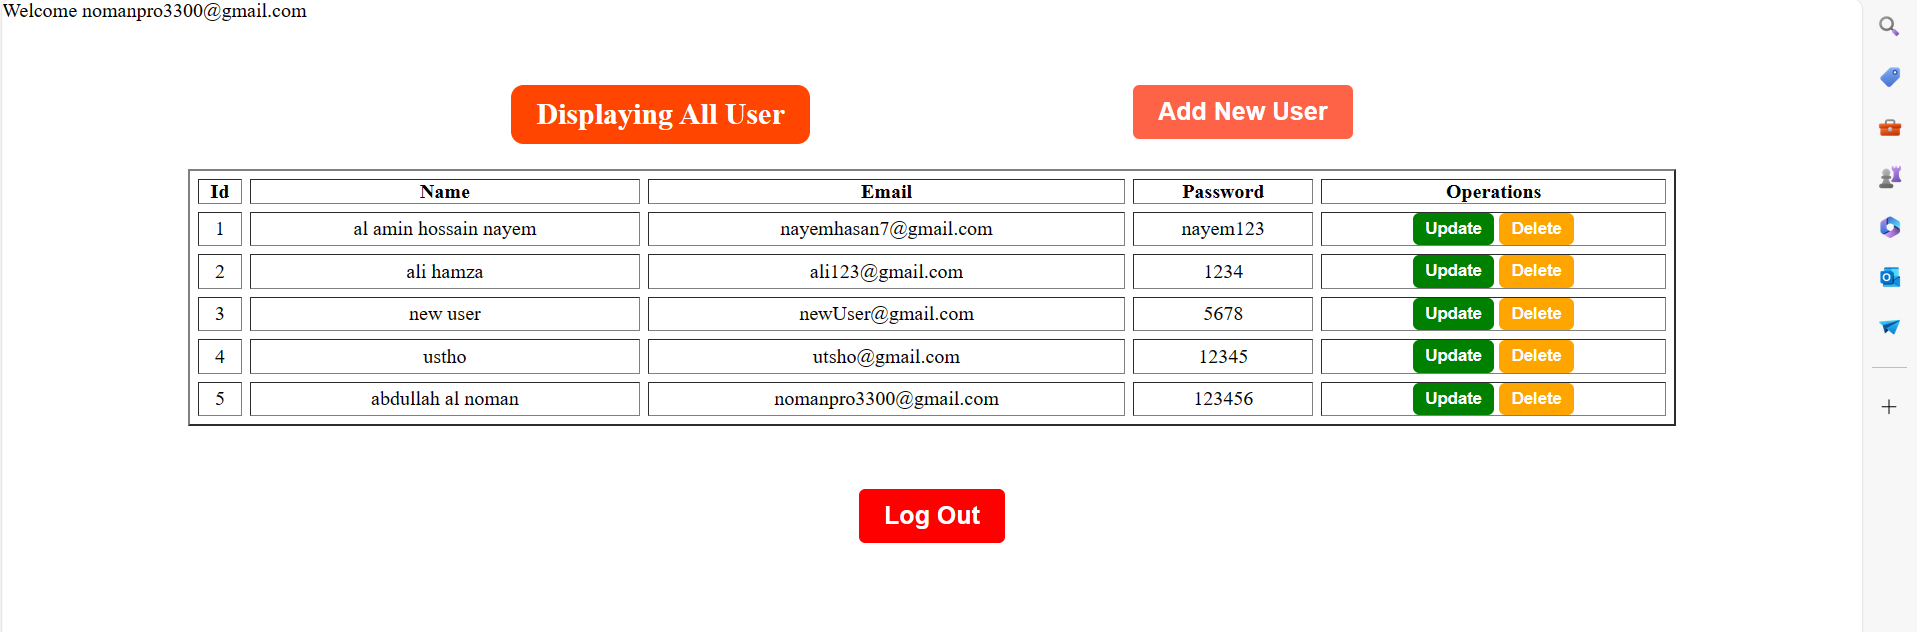 Welcome nomanpro3300@gmail.com
Displaying All User Add New User
Id Name Email Password Operations
1 al amin hossain nayem nayemhasan7@gmail.com nayem123 Update Delete
2 ali hamza ali123@gmail.com 1234 Update Delete
3 new user newUser@gmail.com 5678 Update Delete
4 ustho utsho@gmail.com 12345 Update Delete
5 abdullah al noman nomanpro3300@gmail.com 123456 Update Delete
Log Out